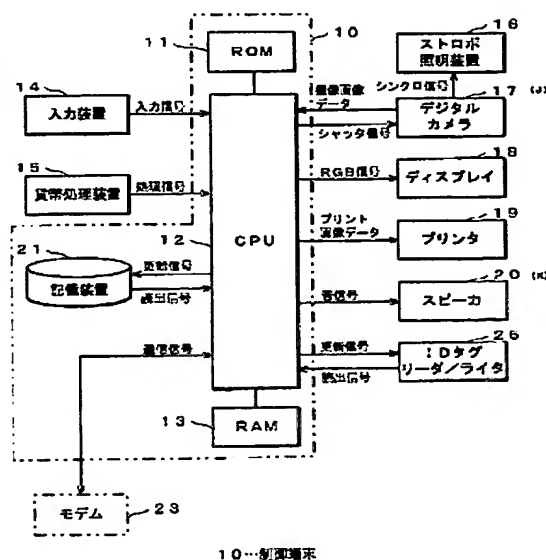 11
10
ROM
16
ストロボ
照明装置
シンクロ信号
14
入力装置
入力信号
撮像画像
データ
シャッタ信号
17 (J)
デジタル
カメラ
15
貨幣処理装置
処理信号
RGB信号
18
ディスプレイ
12
CPU
プリント
画像データ
19
プリンタ
21
記憶装置
更新信号
読出信号
音信号
20 (K)
スピーカ
通信信号
更新信号
読出信号
26
IDタグ
リーダ/ライタ
13
RAM
モデム
23
10…制御端末